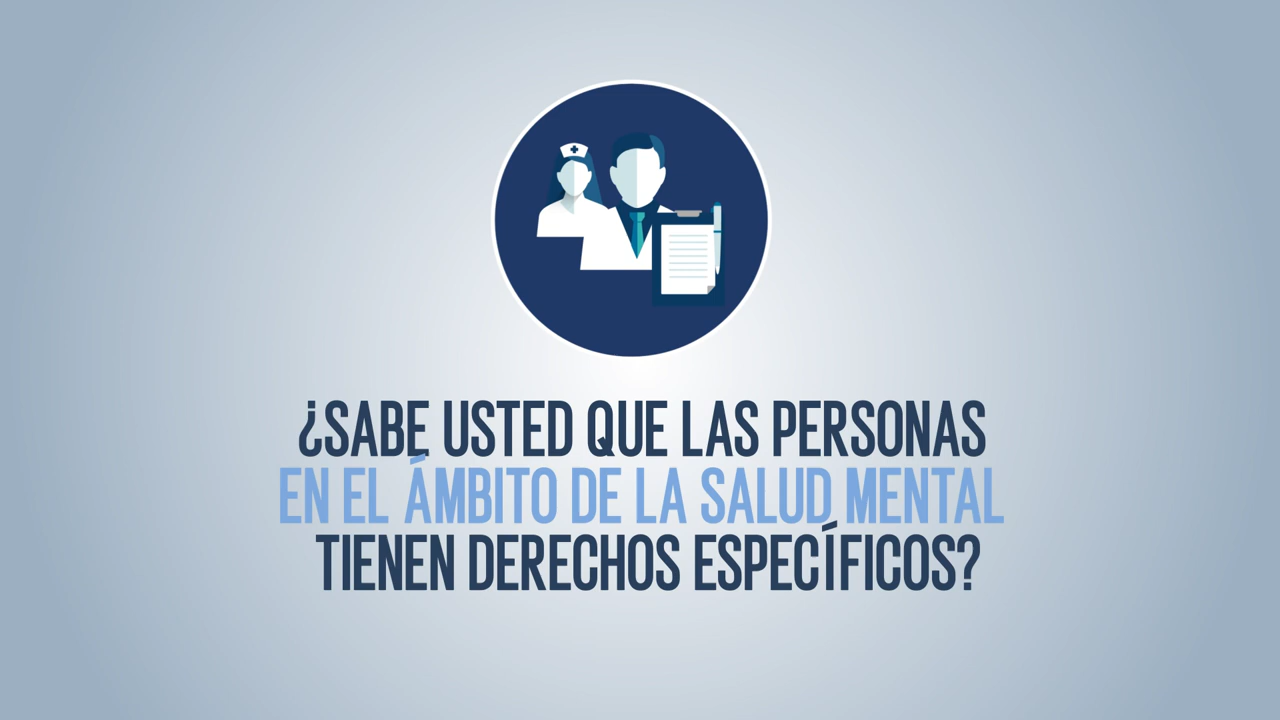 ¿SABE USTED QUE LAS PERSONAS
EN EL ÁMBITO DE LA SALUD MENTAL
TIENEN DERECHOS ESPECÍFICOS?